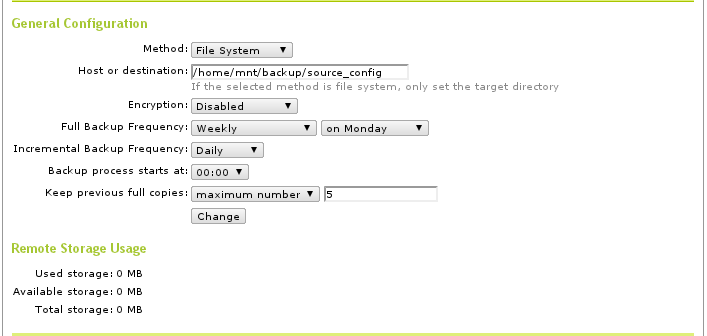 General Configuration
Method: File System
Host or destination: /home/mnt/backup/source_config
If the selected method is file system, only set the target directory
Encryption: Disabled
Full Backup Frequency: Weekly on Monday
Incremental Backup Frequency: Daily
Backup process starts at: 00:00
Keep previous full copies: maximum number 5
Change
Remote Storage Usage
Used storage: 0 MB
Available storage: 0 MB
Total storage: 0 MB